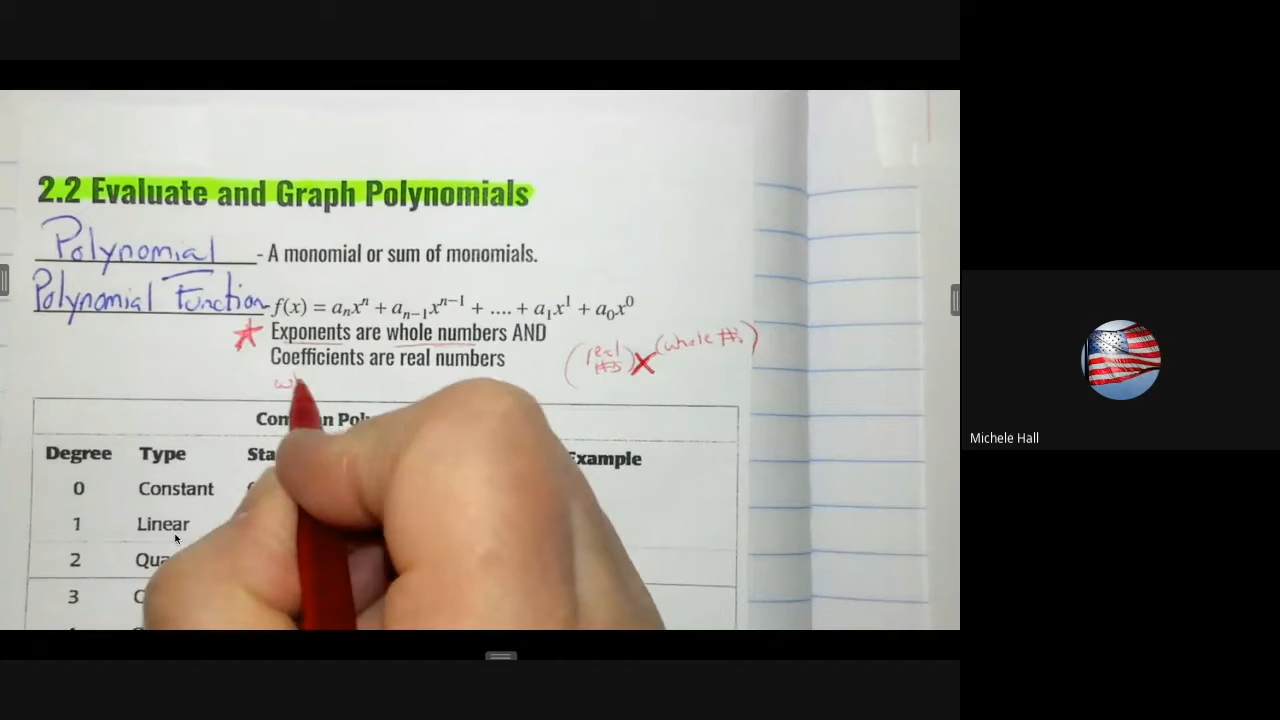 2.2 Evaluate and Graph Polynomials
Polynomial - A monomial or sum of monomials.
Polynomial Function f(x) = aₙxⁿ + aₙ₋₁xⁿ⁻¹ + .... + a₁x¹ + a₀x⁰
Exponents are whole numbers AND
Coefficients are real numbers
(real #s) x (whole #s)
Degree Type Example
0 Constant
1 Linear
2
3
Michele Hall